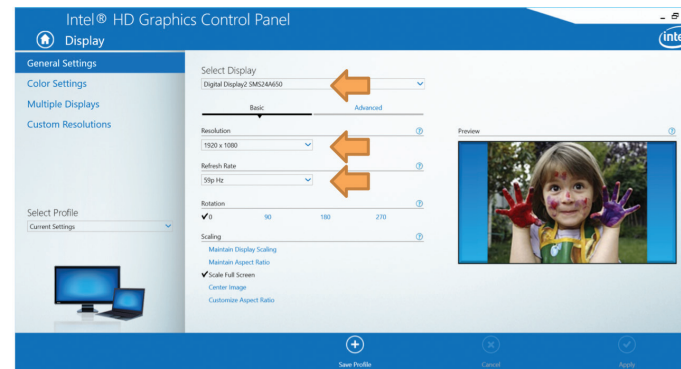 Intel® HD Graphics Control Panel
Display
General Settings
Color Settings
Multiple Displays
Custom Resolutions
Select Profile
Current Settings
Select Display
Digital Display2 SMS24A650
Basic Advanced
Resolution
1920 x 1080
Refresh Rate
59p Hz
Rotation
✔0 90 180 270
Scaling
Maintain Display Scaling
Maintain Aspect Ratio
✔Scale Full Screen
Center Image
Customize Aspect Ratio
Preview
Save Profile
Cancel
Apply